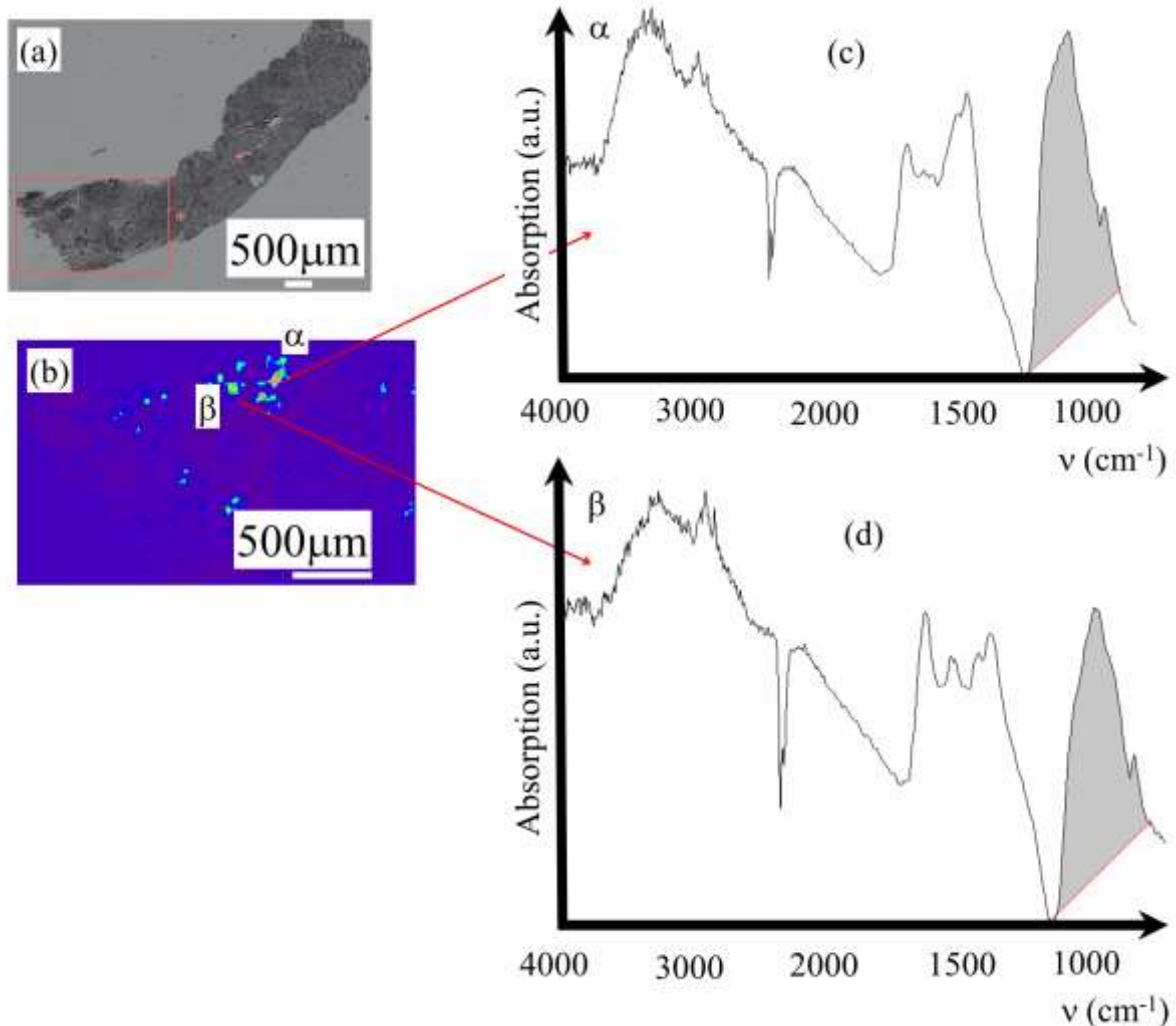 (a)
500μm
(b)
α
β
500μm
α
(c)
Absorption (a.u.)
4000 3000 2000 1500 1000
ν (cm-1)
β
(d)
Absorption (a.u.)
4000 3000 2000 1500 1000
ν (cm-1)